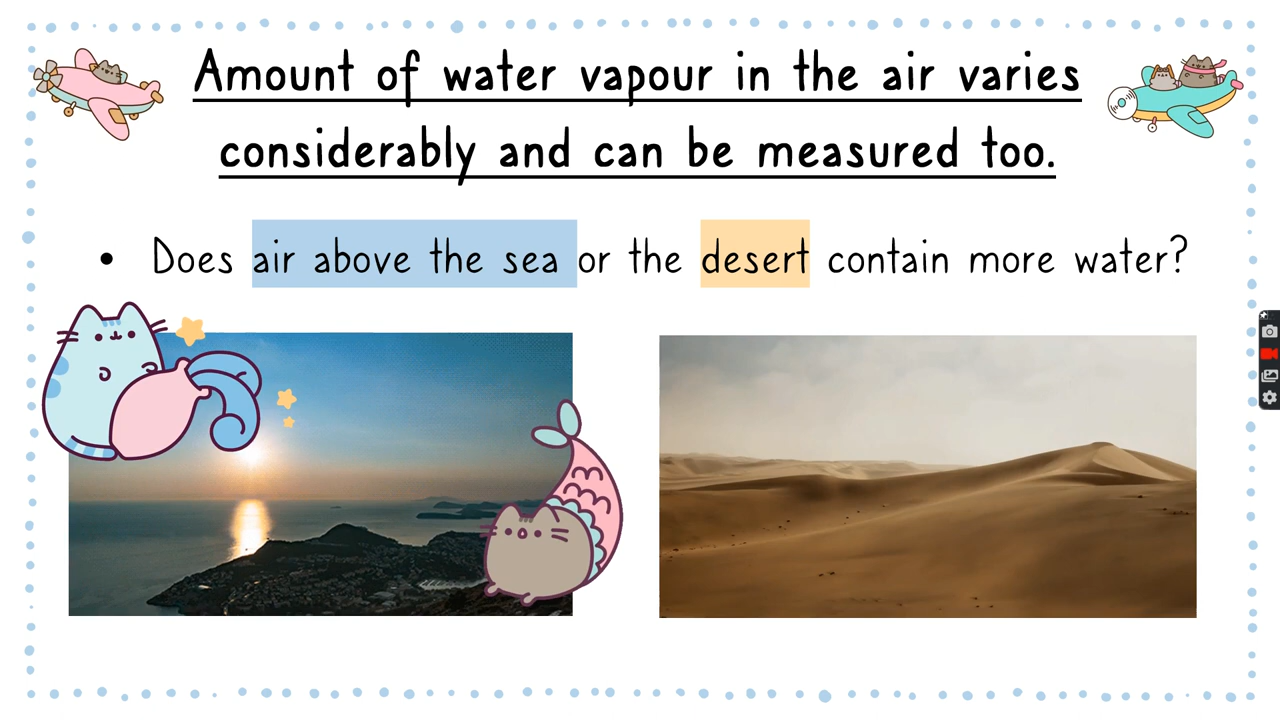 Amount of water vapour in the air varies
considerably and can be measured too.
• Does air above the sea or the desert contain more water?